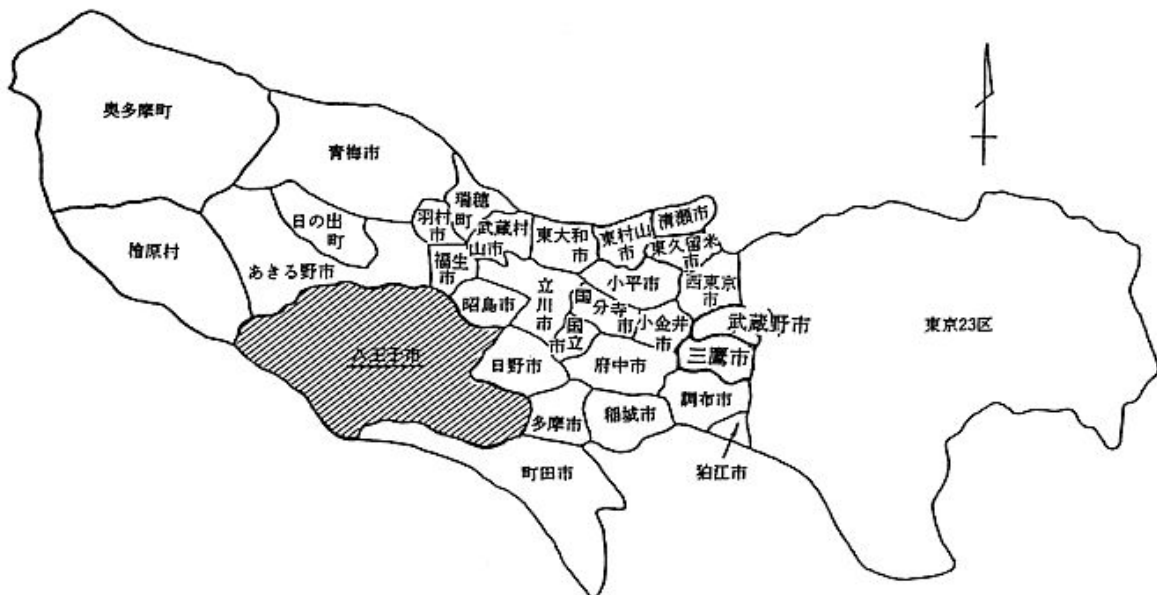 奥多摩町
青梅市
瑞穂
町
羽村
市
日の出
町
武蔵村
山市
東大和
市
東村山
市
清瀬市
東久留米
市
檜原村
あきる野市
福生
市
昭島市
立
川
市
小平市
西東京
市
国
分寺
市
国
立
市
小金井
市
武蔵野市
東京23区
八王子市
日野市
府中市
三鷹市
調布市
多摩市
稲城市
狛江市
町田市